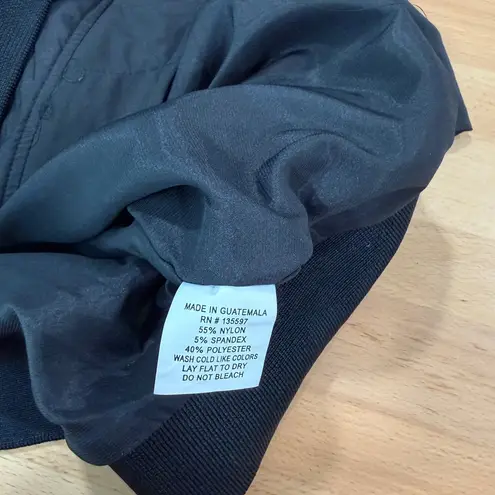 MADE IN GUATEMALA
RN # 135597
55% NYLON
5% SPANDEX
40% POLYESTER
WASH COLD LIKE COLORS
LAY FLAT TO DRY
DO NOT BLEACH